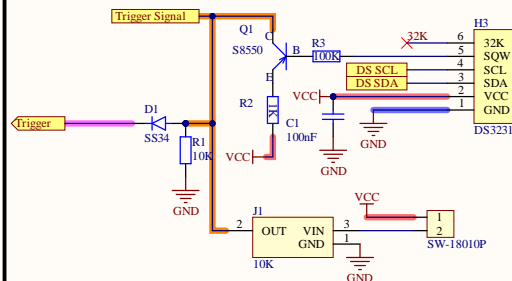 Trigger Signal
Q1
S8550
C
B
E
R3
100K
32K
H3
6 32K
5 SQW
4 SCL
3 SDA
2 VCC
1 GND
DS3231
DS SCL
DS SDA
VCC
R2
1K
C1
100nF
GND
GND
VCC
Trigger
D1
SS34
R1
10K
GND
J1
2 OUT VIN 3
GND 1
10K
GND
VCC
1
2
SW-18010P